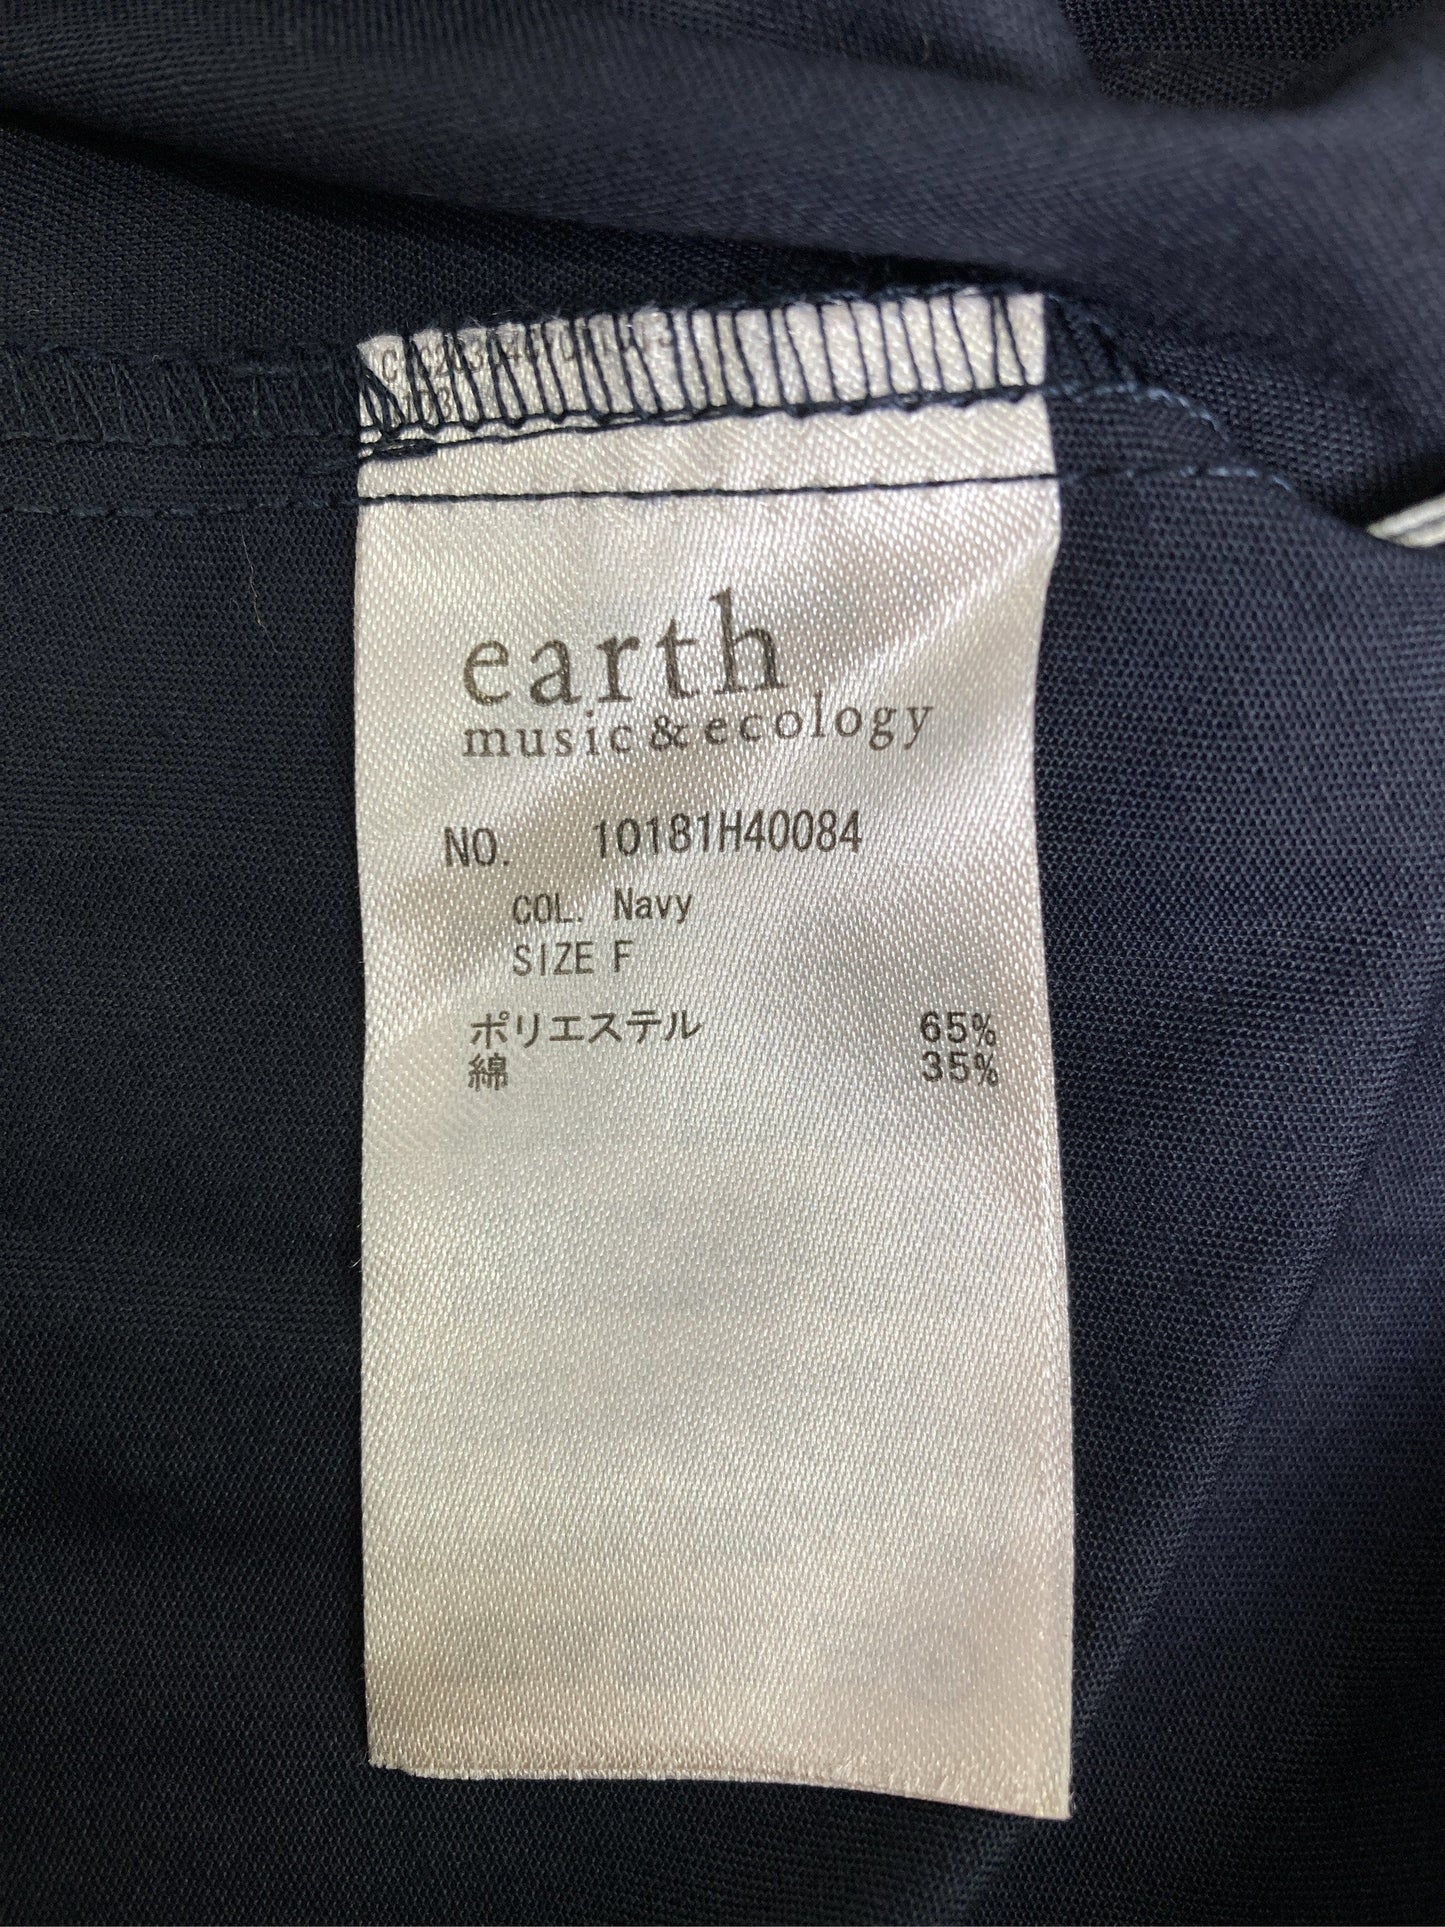 earth
music & ecology
NO. 10181H40084
COL. Navy
SIZE F
ポリエステル 65%
綿 35%